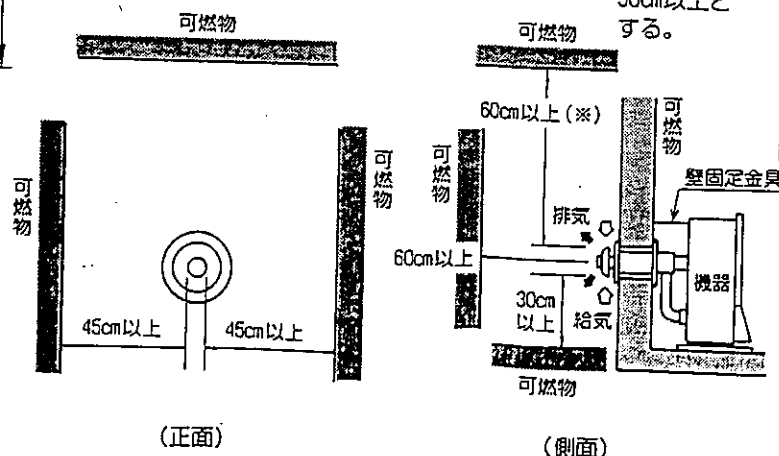 30cm以上と
する。
可燃物
可燃物
可燃物
45cm以上
45cm以上
(正面)
可燃物
60cm以上(※)
可燃物
可燃物
壁固定金具
排気
60cm以上
機器
30cm
以上
給気
可燃物
(側面)